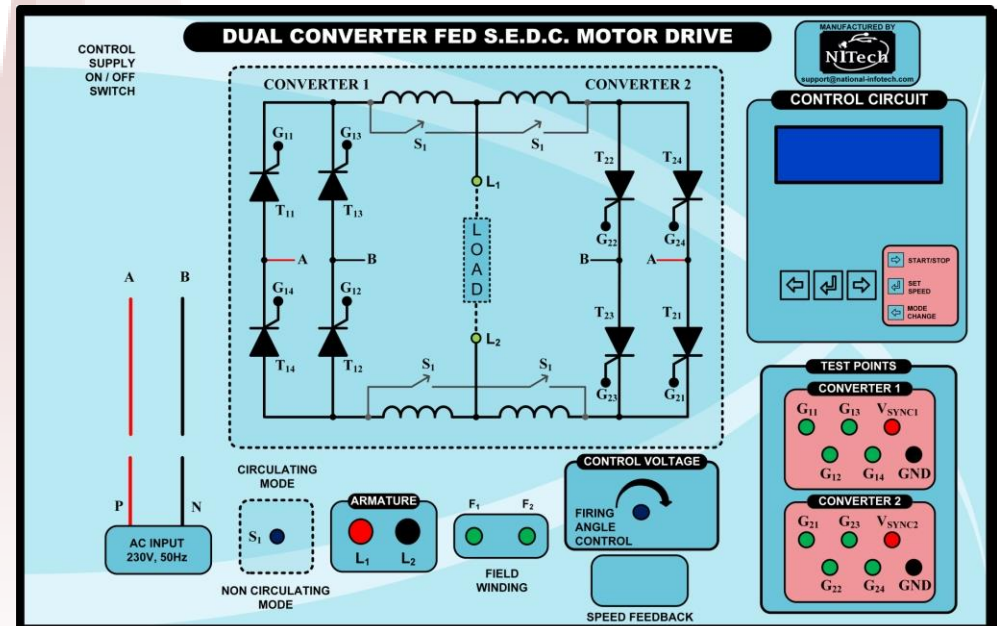 DUAL CONVERTER FED S.E.D.C. MOTOR DRIVE
MANUFACTURED BY
NITech
support@national-infotech.com
CONTROL
SUPPLY
ON / OFF
SWITCH
CONVERTER 1
CONVERTER 2
S1
S1
G11
G13
T11
T13
A
B
G14
G12
T14
T12
L1
LOAD
L2
T22
T24
G22
G24
B
A
T23
T21
G23
G21
S1
S1
A
B
P
N
AC INPUT
230V, 50Hz
CIRCULATING
MODE
S1
NON CIRCULATING
MODE
ARMATURE
L1
L2
F1
F2
FIELD
WINDING
CONTROL VOLTAGE
FIRING
ANGLE
CONTROL
SPEED FEEDBACK
CONTROL CIRCUIT
START/STOP
SET
SPEED
MODE
CHANGE
TEST POINTS
CONVERTER 1
G11 G13 VSYNC1
G12 G14 GND
CONVERTER 2
G21 G23 VSYNC2
G22 G24 GND